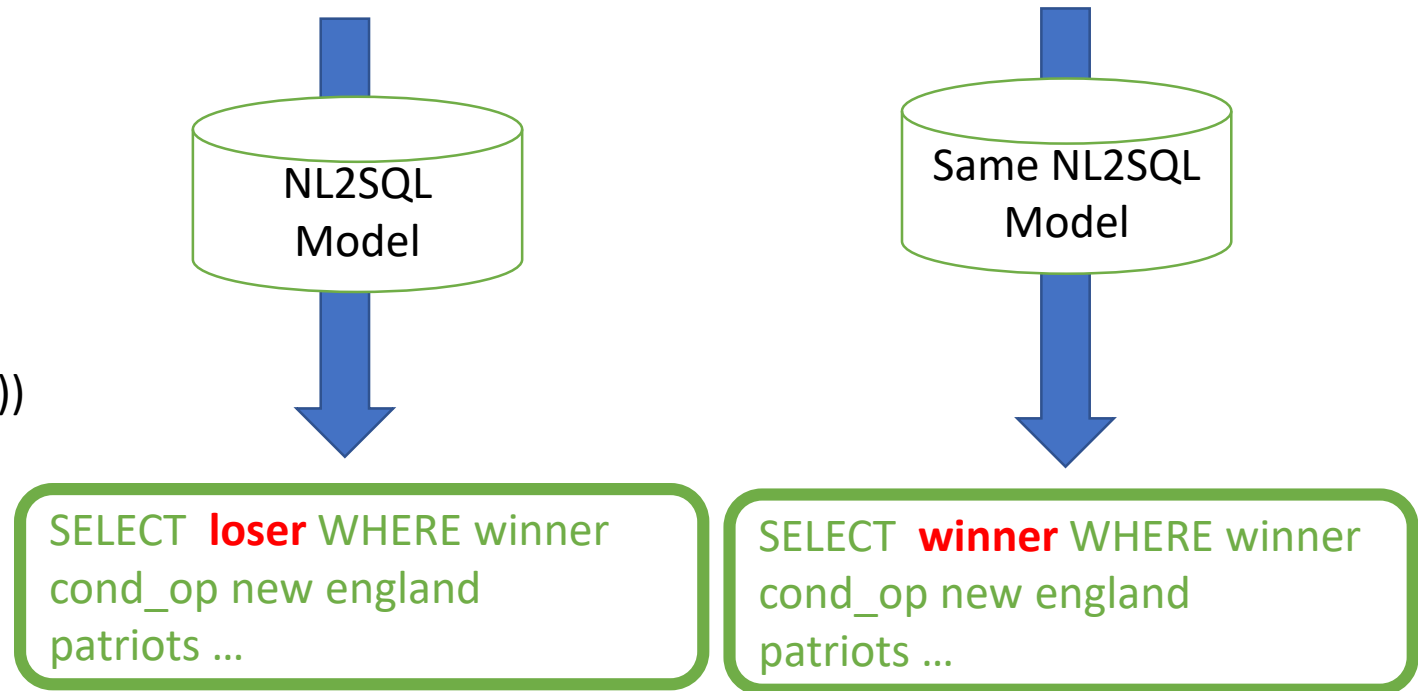 NL2SQL
Model
Same NL2SQL
Model
))
SELECT loser WHERE winner
cond_op new england
patriots ...
SELECT winner WHERE winner
cond_op new england
patriots ...